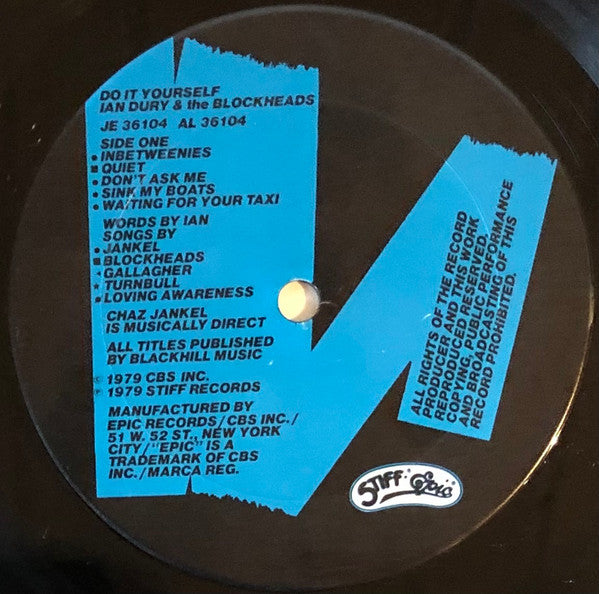 DO IT YOURSELF
IAN DURY & the BLOCKHEADS
JE 36104 AL 36104
SIDE ONE
• INBETWEENIES
■ QUIET
• DON'T ASK ME
• SINK MY BOATS
• WAITING FOR YOUR TAXI
WORDS BY IAN
SONGS BY
• JANKEL
■ BLOCKHEADS
GALLAGHER
★ TURNBULL
LOVING AWARENESS
CHAZ JANKEL
IS MUSICALLY DIRECT
ALL TITLES PUBLISHED
BY BLACKHILL MUSIC
℗ 1979 CBS INC.
© 1979 STIFF RECORDS
MANUFACTURED BY
EPIC RECORDS/CBS INC./
51 W. 52 ST., NEW YORK
CITY/"EPIC" IS A
TRADEMARK OF CBS
INC./MARCA REG.
ALL RIGHTS OF THE RECORD
PRODUCER AND THIS WORK
REPRODUCED RESERVED.
COPYING, PUBLIC PERFORMANCE
AND BROADCASTING OF THIS
RECORD PROHIBITED.
STIFF Epic